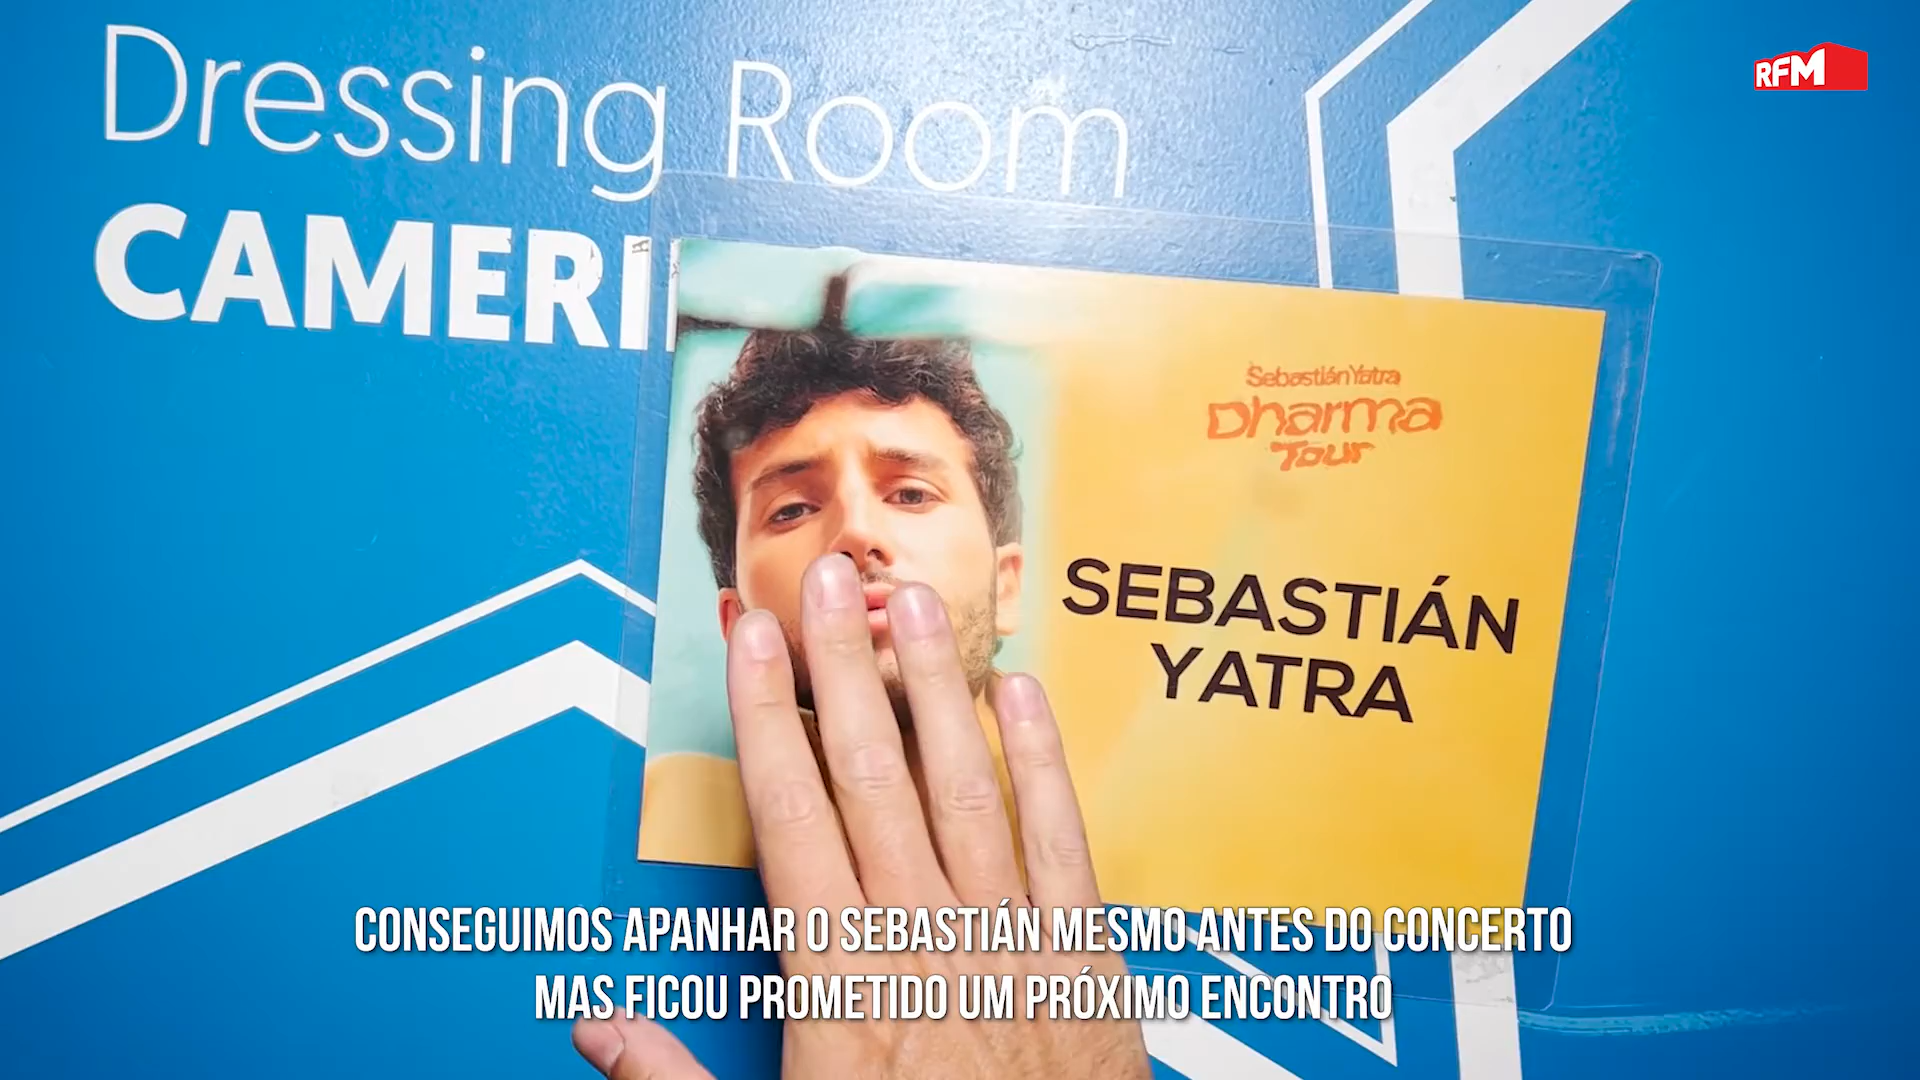 Dressing Room
CAMERI
RFM
Sebastián Yatra
Dharma
Tour
SEBASTIÁN
YATRA
CONSEGUIMOS APANHAR O SEBASTIÁN MESMO ANTES DO CONCERTO
MAS FICOU PROMETIDO UM PRÓXIMO ENCONTRO